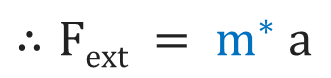 ∴ F_ext = m* a